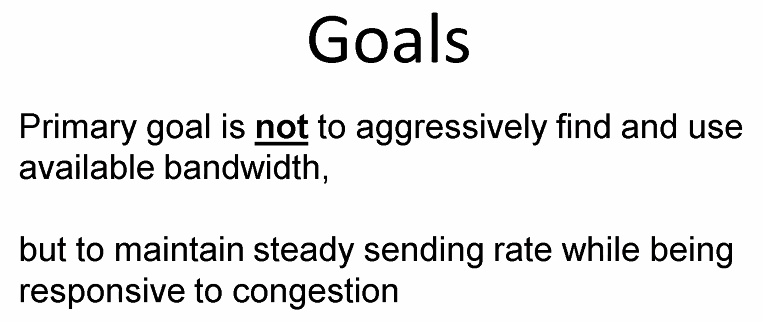 Goals
Primary goal is not to aggressively find and use
available bandwidth,
but to maintain steady sending rate while being
responsive to congestion